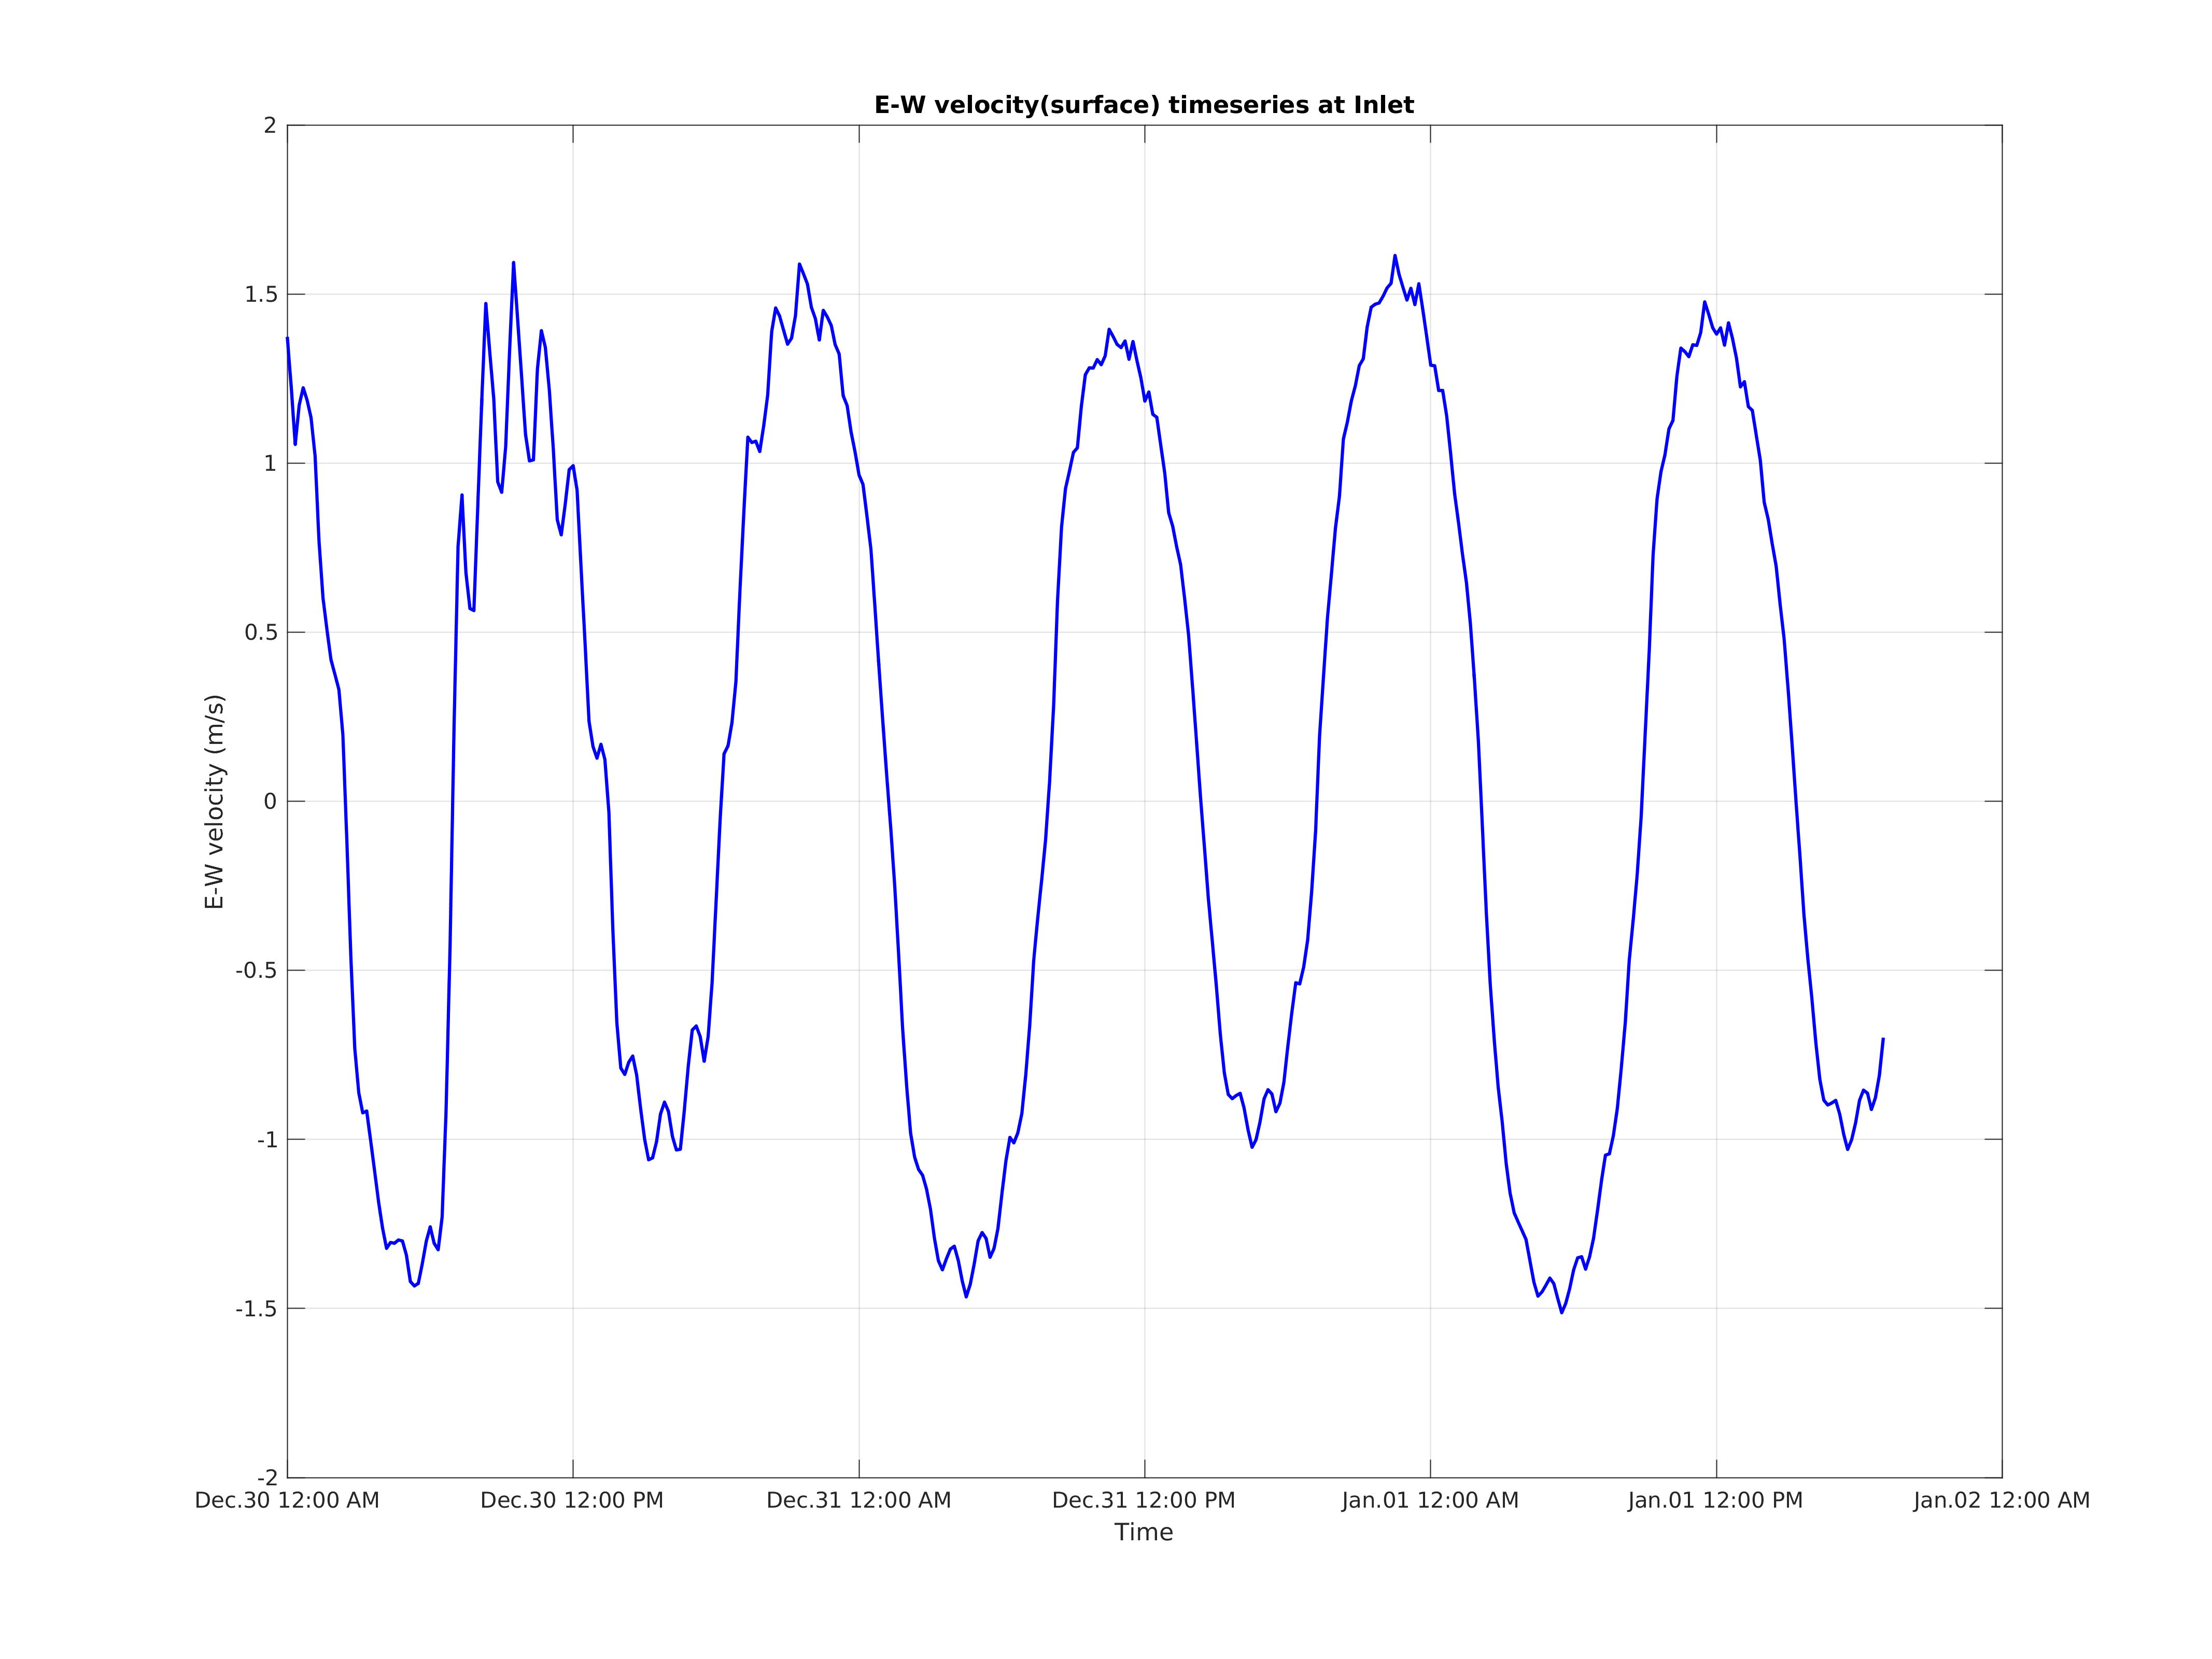 E-W velocity(surface) timeseries at Inlet
2
1.5
1
0.5
0
-0.5
-1
-1.5
-2
E-W velocity (m/s)
Dec.30 12:00 AM Dec.30 12:00 PM Dec.31 12:00 AM Dec.31 12:00 PM Jan.01 12:00 AM Jan.01 12:00 PM Jan.02 12:00 AM
Time